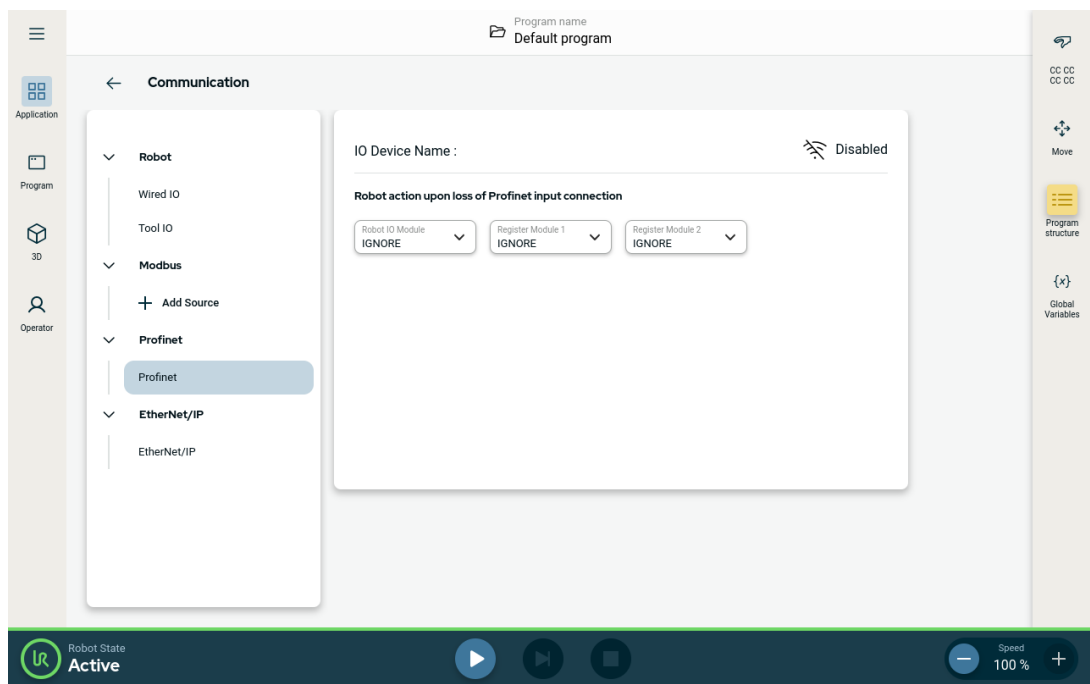 Program name
Default program
Communication
Application
Program
3D
Operator
Robot
Wired IO
Tool IO
Modbus
Add Source
Profinet
Profinet
EtherNet/IP
EtherNet/IP
IO Device Name :
Disabled
Robot action upon loss of Profinet input connection
Robot IO Module
IGNORE
Register Module 1
IGNORE
Register Module 2
IGNORE
CC CC
CC CC
Move
Program
structure
{x}
Global
Variables
UR
Robot State
Active
Speed
100 %